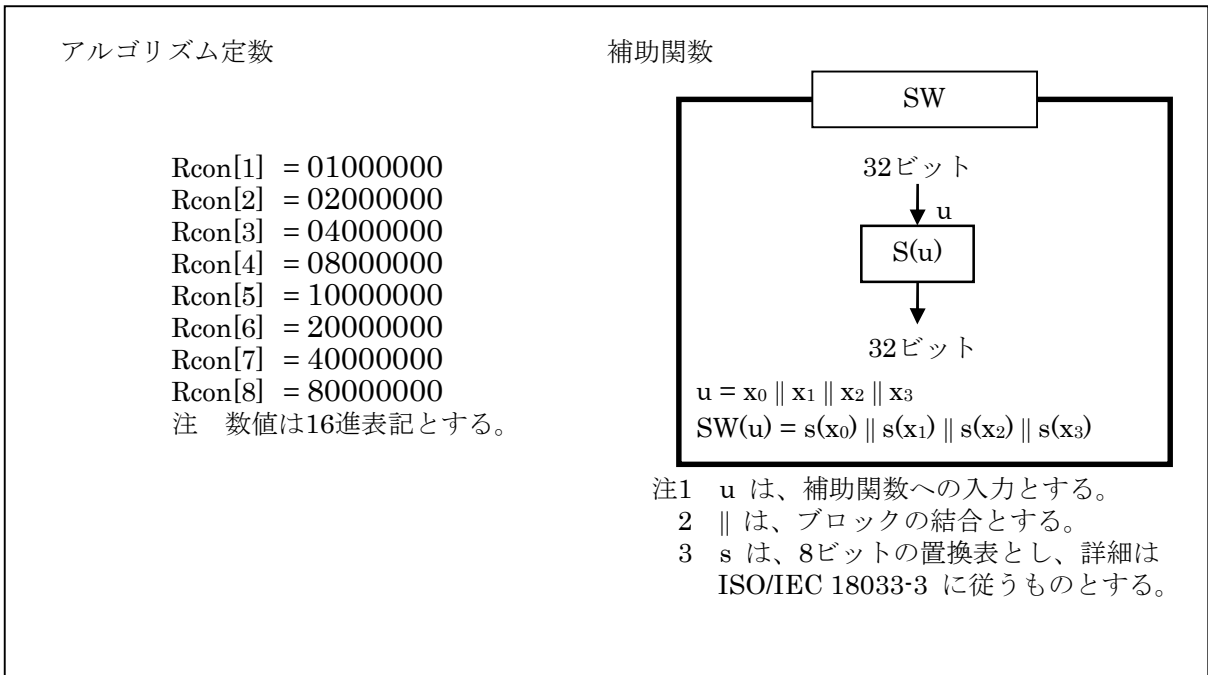 アルゴリズム定数
Rcon[1] = 01000000
Rcon[2] = 02000000
Rcon[3] = 04000000
Rcon[4] = 08000000
Rcon[5] = 10000000
Rcon[6] = 20000000
Rcon[7] = 40000000
Rcon[8] = 80000000
注　数値は16進表記とする。
補助関数
SW
32ビット
u
S(u)
32ビット
u = x₀ ∥ x₁ ∥ x₂ ∥ x₃
SW(u) = s(x₀) ∥ s(x₁) ∥ s(x₂) ∥ s(x₃)
注1　u は、補助関数への入力とする。
2　∥ は、ブロックの結合とする。
3　s は、8ビットの置換表とし、詳細は
ISO/IEC 18033-3 に従うものとする。